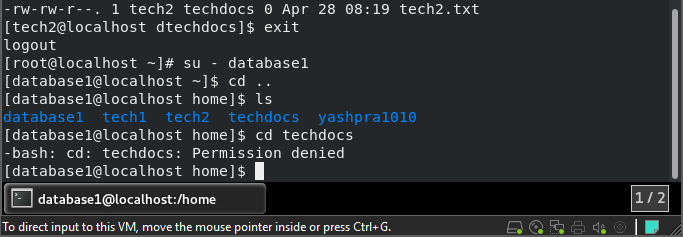 -rw-rw-r--. 1 tech2 techdocs 0 Apr 28 08:19 tech2.txt
[tech2@localhost dtechdocs]$ exit
logout
[root@localhost ~]# su - database1
[database1@localhost ~]$ cd ..
[database1@localhost home]$ ls
database1 tech1 tech2 techdocs yashpra1010
[database1@localhost home]$ cd techdocs
-bash: cd: techdocs: Permission denied
[database1@localhost home]$
database1@localhost:/home
1 / 2
To direct input to this VM, move the mouse pointer inside or press Ctrl+G.